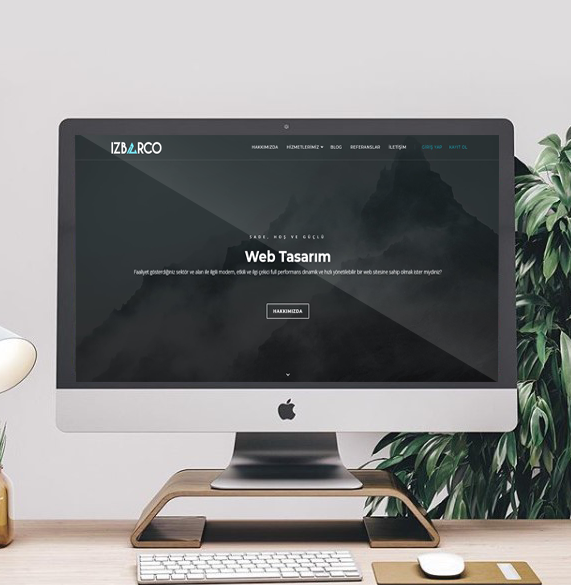 IZBARCO
HAKKIMIZDA HİZMETLERİMİZ BLOG REFERANSLAR İLETİŞİM GİRİŞ YAP KAYIT OL
SADE, HOŞ VE GÜÇLÜ
Web Tasarım
Faaliyet gösterdiğiniz sektör ve alan ile ilgili modern, etkili ve ilgi çekici full performans dinamik ve hızlı yönetilebilir bir web sitesine sahip olmak ister miydiniz?
HAKKIMIZDA